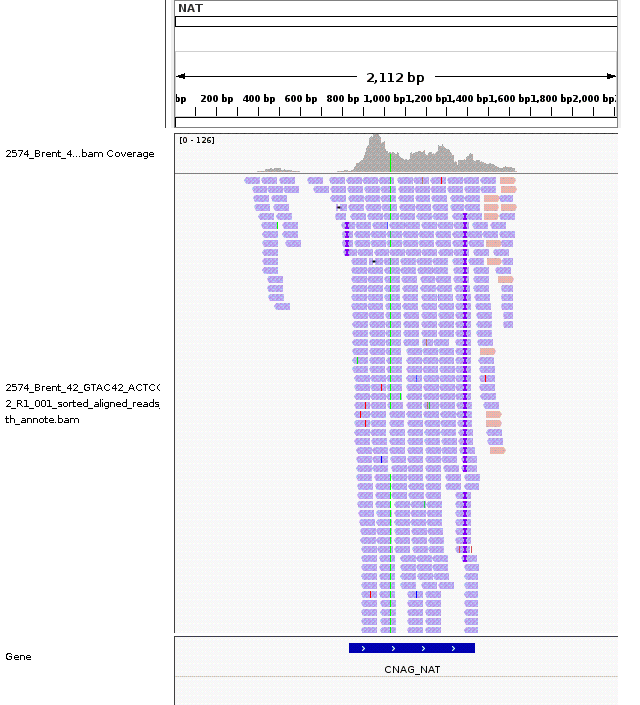 NAT
2,112 bp
bp 200 bp 400 bp 600 bp 800 bp 1,000 bp 1,200 bp 1,400 bp 1,600 bp 1,800 bp 2,000 bp
[0 - 126]
2574_Brent_4...bam Coverage
2574_Brent_42_GTAC42_ACTC
2_R1_001_sorted_aligned_reads_
th_annote.bam
Gene
CNAG_NAT